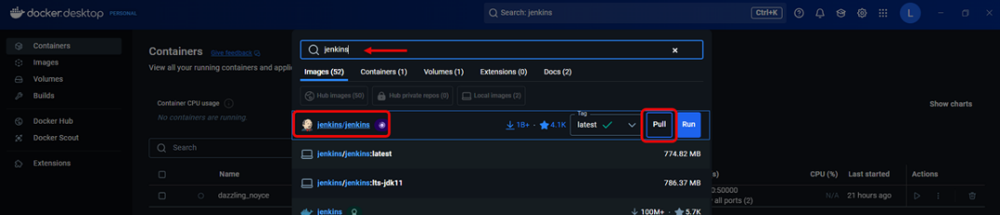 docker.desktop PERSONAL Search: jenkins Ctrl+K L
Containers
Images
Volumes
Builds
Docker Hub
Docker Scout
Extensions
Containers Give feedback
View all your running containers and applic
Container CPU usage
No containers are running.
Show charts
Search
Name CPU (%) Last started Actions
dazzling_noyce 0:50000 N/A 21 hours ago
all ports (2)
jenkins
Images (52) Containers (1) Volumes (1) Extensions (0) Docs (2)
Hub images (50) Hub private repos (0) Local images (2)
jenkins/jenkins 1B+ · 4.1K Tag latest Pull Run
jenkins/jenkins:latest 774.82 MB
jenkins/jenkins:lts-jdk11 786.37 MB
jenkins 100M+ · 5.7K